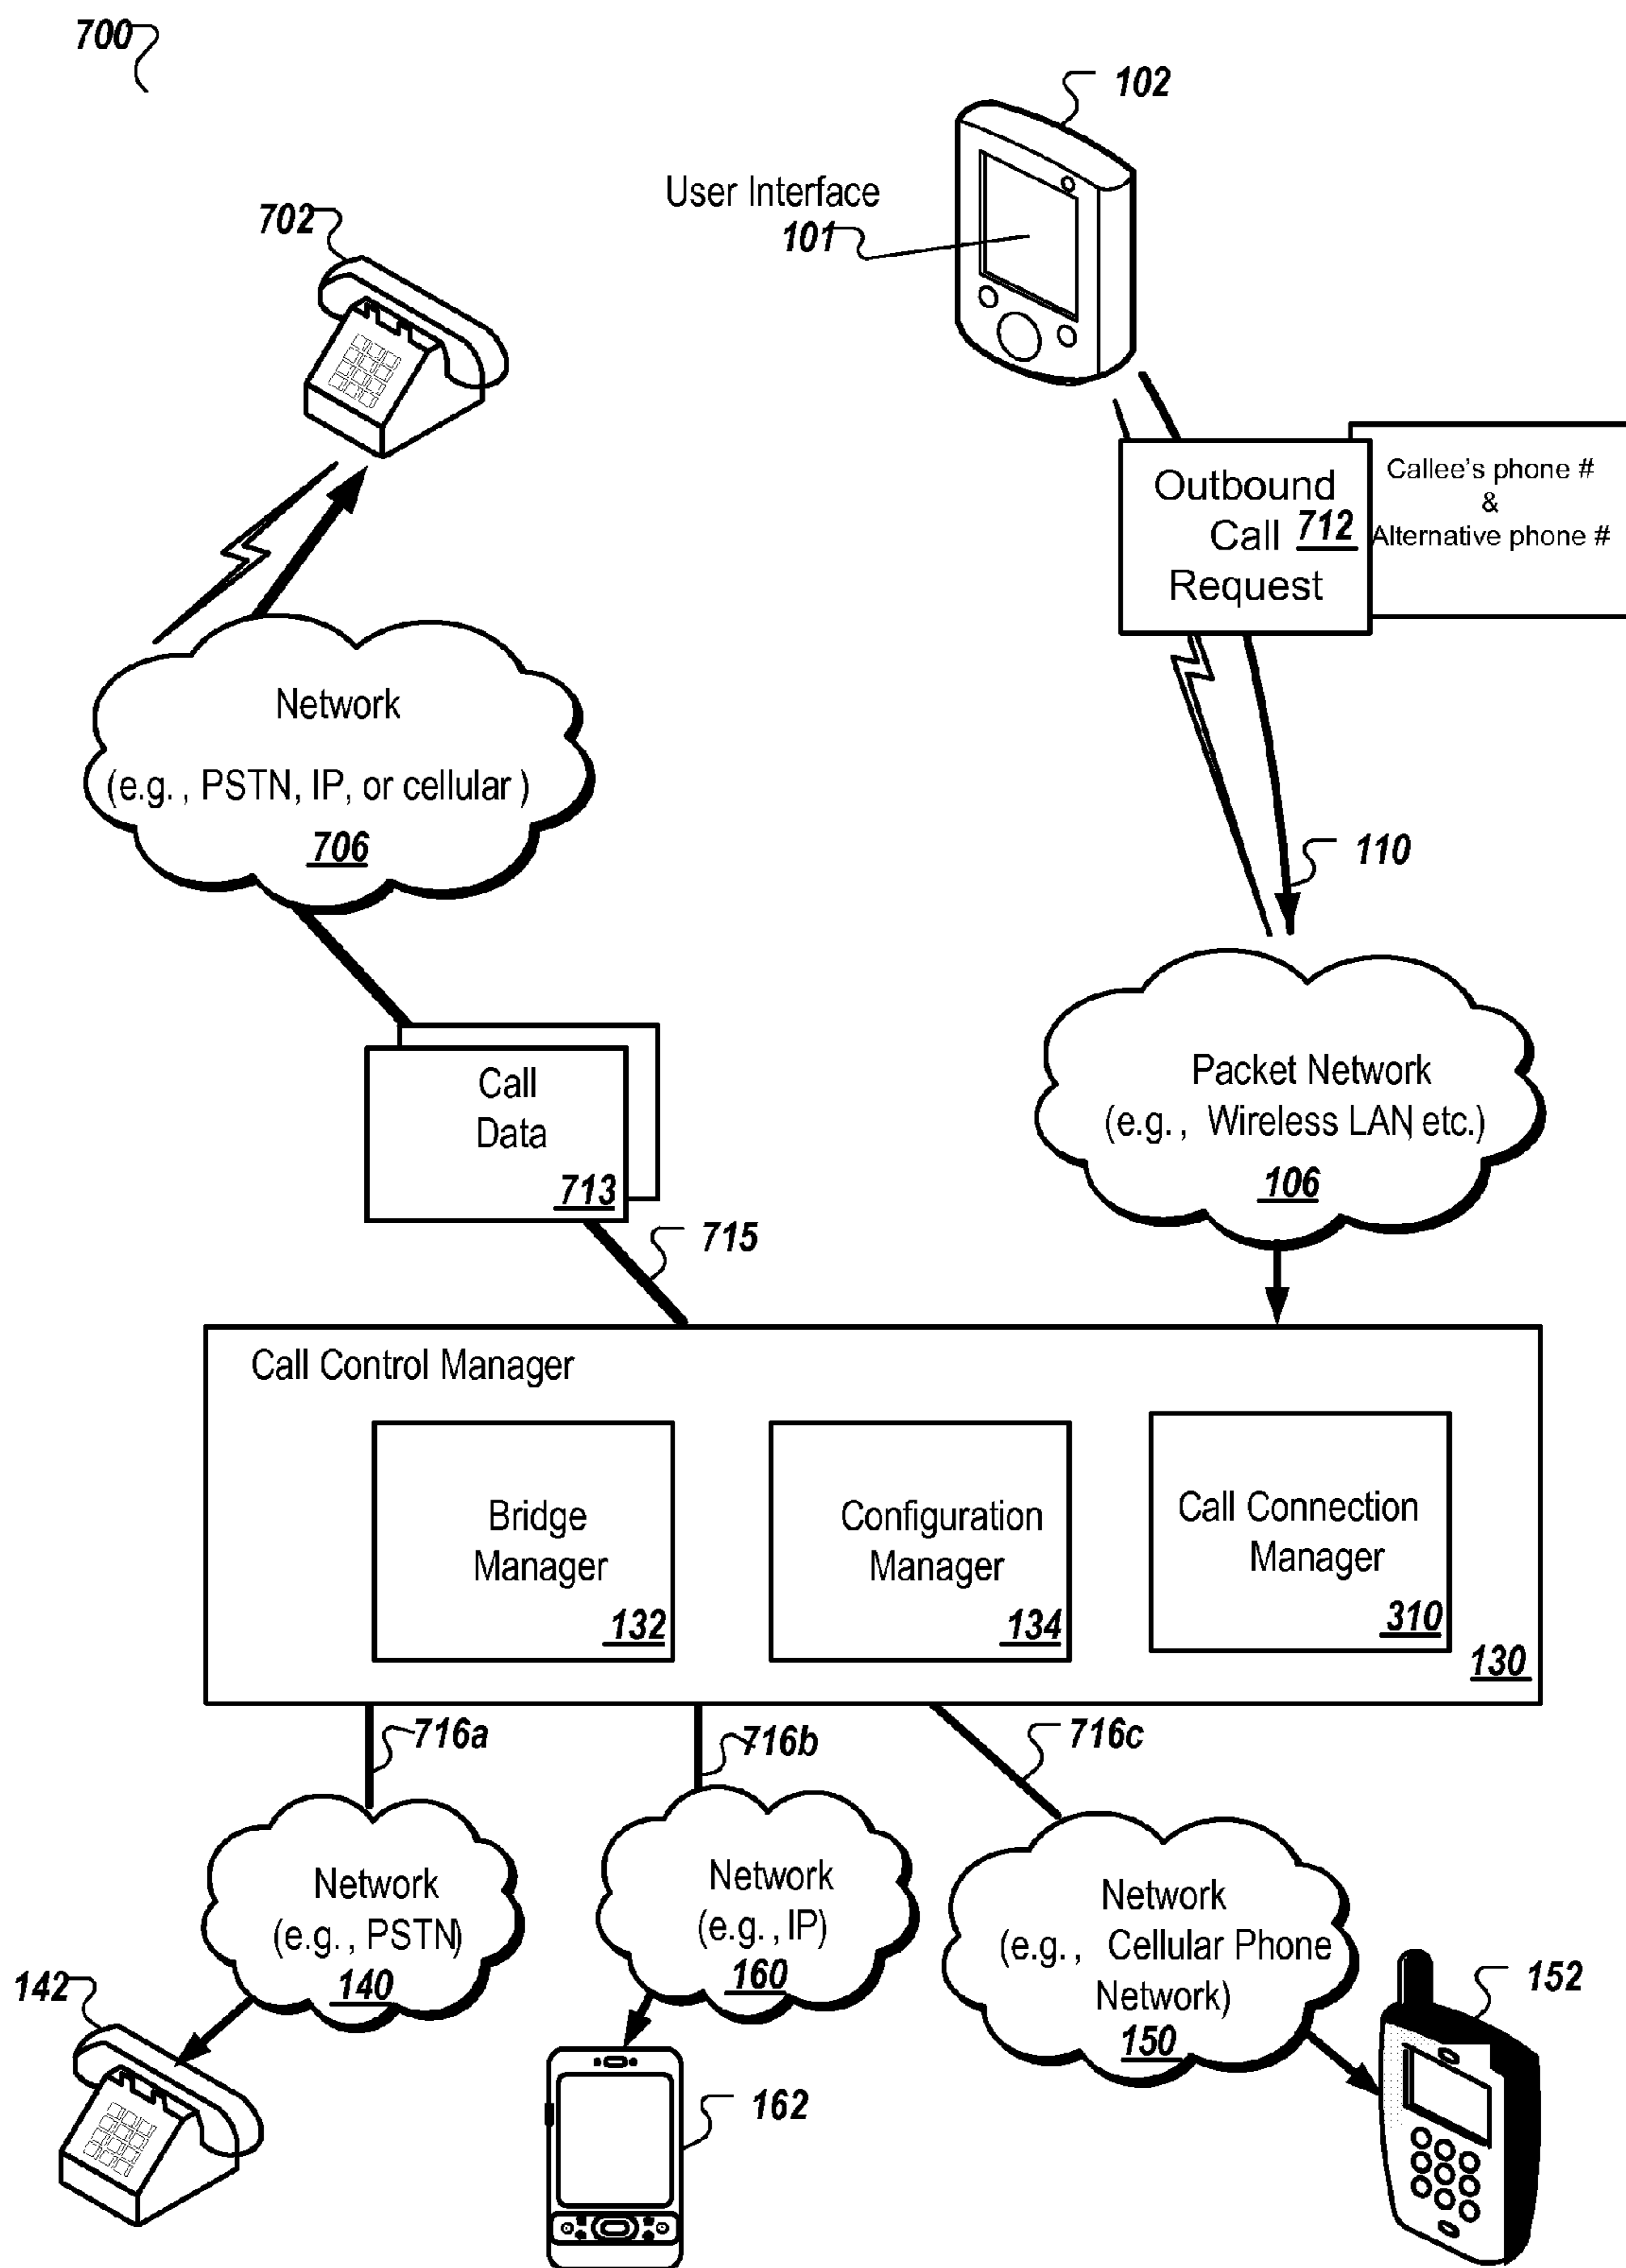 700
102
User Interface
101
702
Outbound
Call 712
Request
Callee's phone #
&
Alternative phone #
Network
(e.g., PSTN, IP, or cellular)
706
110
Packet Network
(e.g., Wireless LAN, etc.)
106
Call
Data
713
715
Call Control Manager
Bridge
Manager
132
Configuration
Manager
134
Call Connection
Manager
310
130
716a
716b
716c
Network
(e.g., PSTN)
140
Network
(e.g., IP)
160
Network
(e.g., Cellular Phone
Network)
150
142
162
152